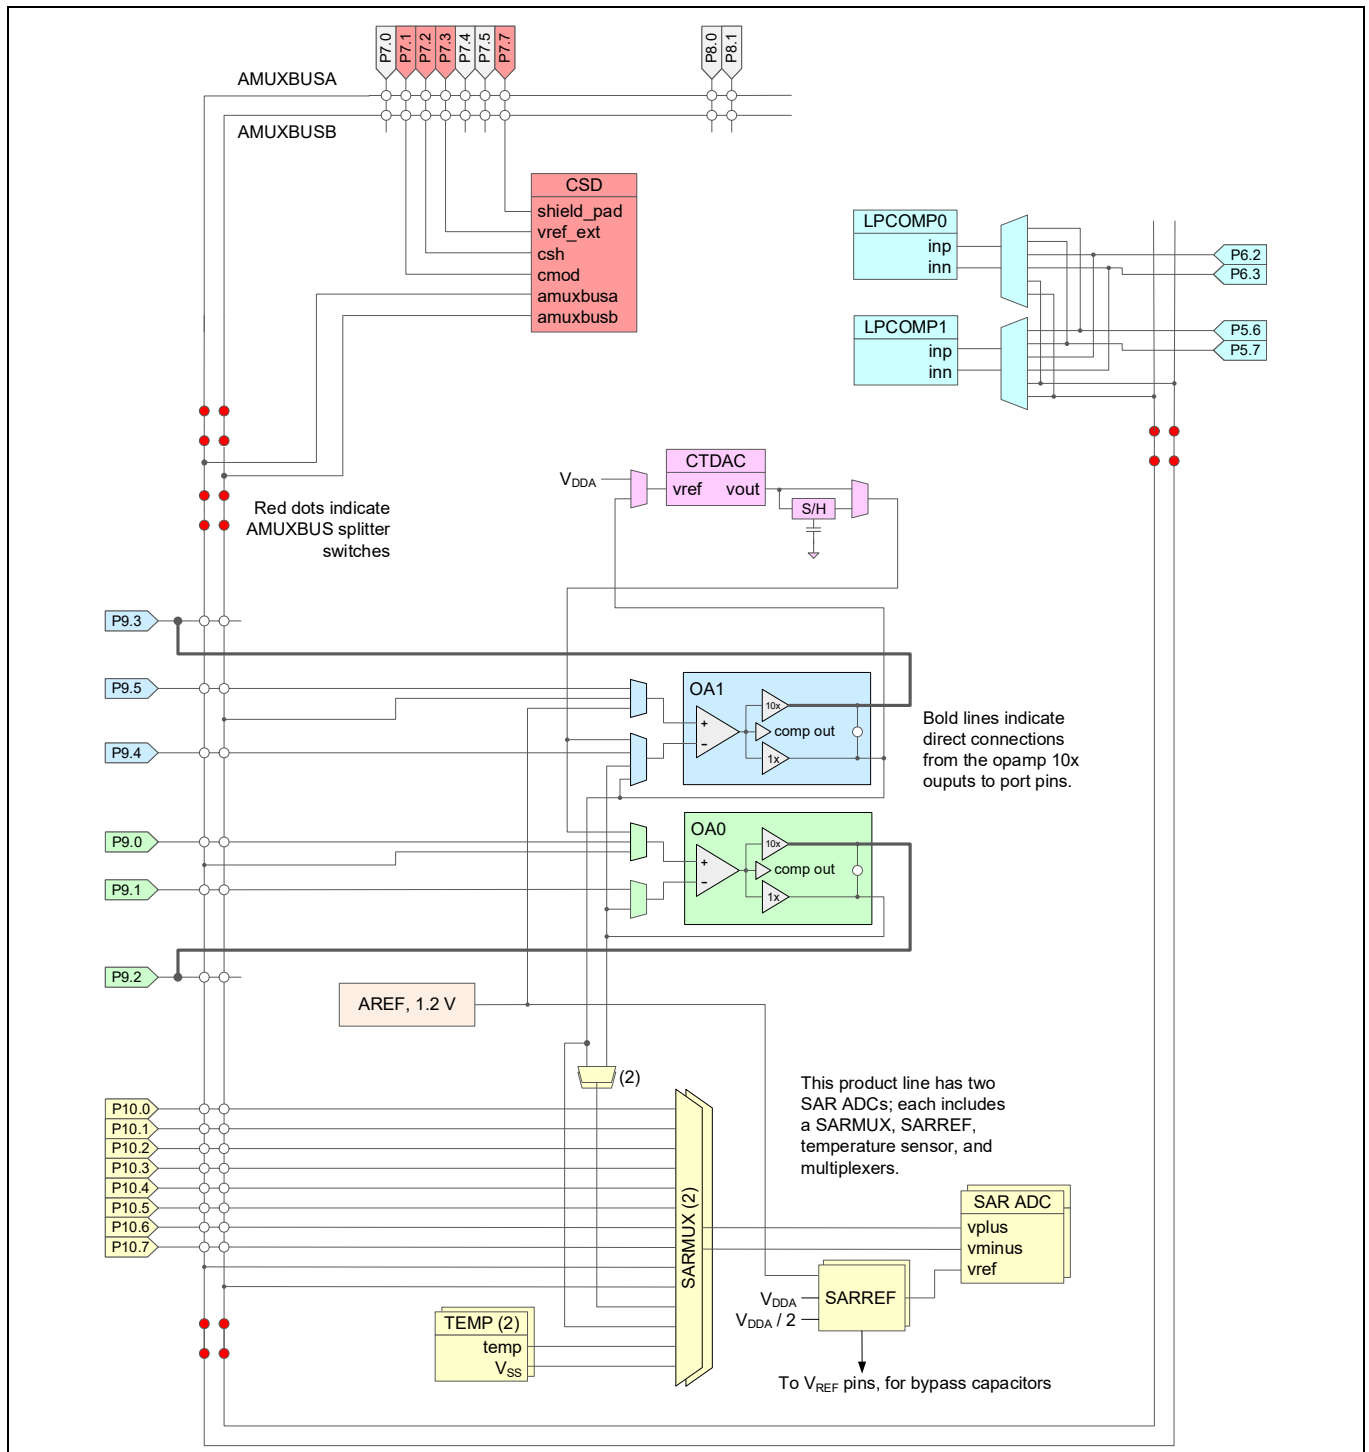 P7.0
P7.1
P7.2
P7.3
P7.4
P7.5
P7.7
P8.0
P8.1
AMUXBUSA
AMUXBUSB
CSD
shield_pad
vref_ext
csh
cmod
amuxbusa
amuxbusb
LPCOMP0
inp
inn
P6.2
P6.3
LPCOMP1
inp
inn
P5.6
P5.7
CTDAC
VDDA
vref vout
S/H
Red dots indicate
AMUXBUS splitter
switches
P9.3
P9.5
P9.4
OA1
+
−
10x
comp out
1x
Bold lines indicate
direct connections
from the opamp 10x
ouputs to port pins.
P9.0
P9.1
P9.2
OA0
+
−
10x
comp out
1x
AREF, 1.2 V
(2)
This product line has two
SAR ADCs; each includes
a SARMUX, SARREF,
temperature sensor, and
multiplexers.
P10.0
P10.1
P10.2
P10.3
P10.4
P10.5
P10.6
P10.7
SARMUX (2)
SAR ADC
vplus
vminus
vref
SARREF
VDDA
VDDA / 2
TEMP (2)
temp
VSS
To VREF pins, for bypass capacitors